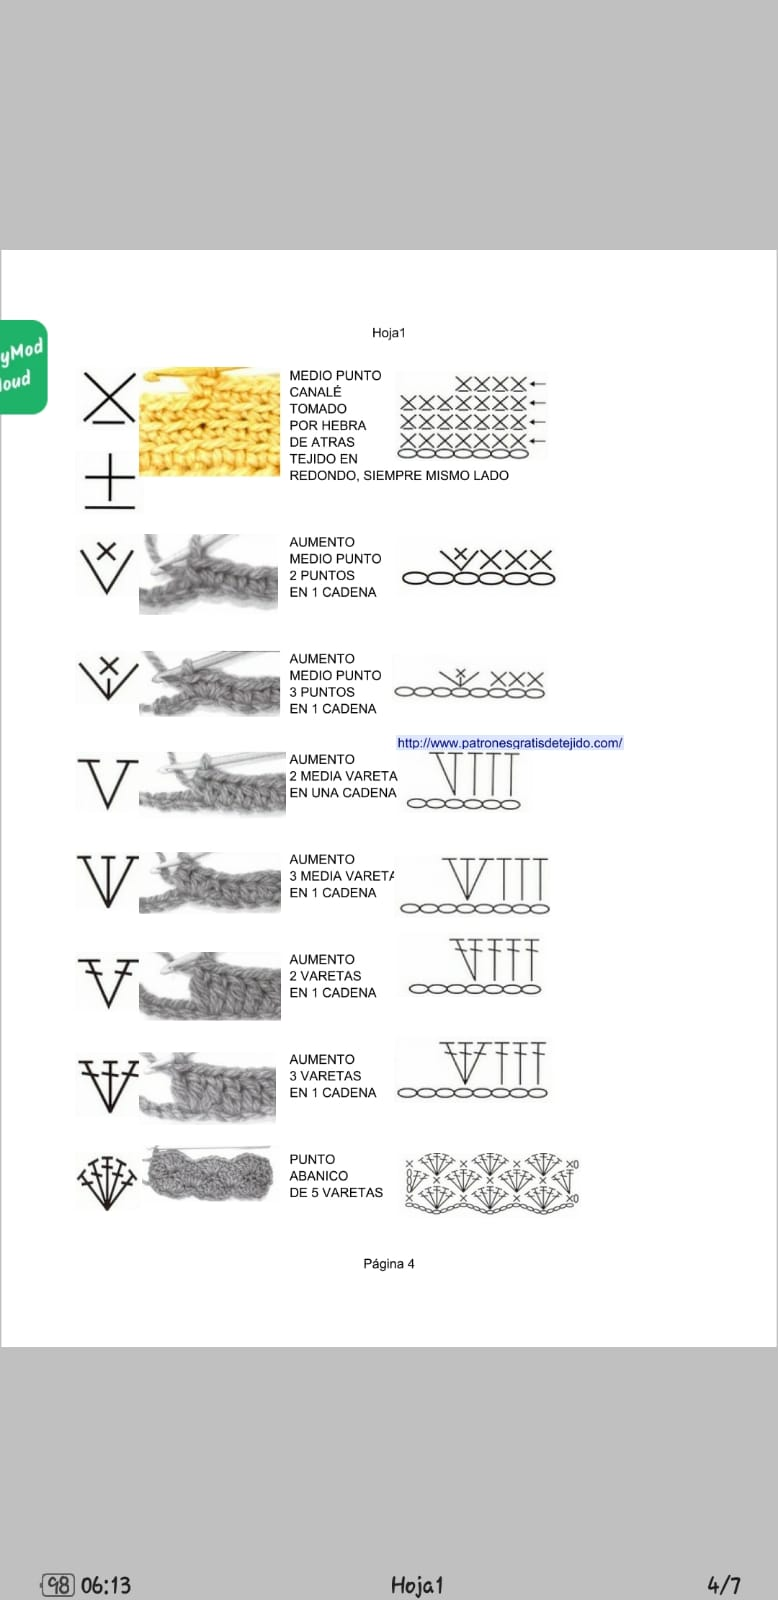 Hoja1
yMod
loud
MEDIO PUNTO
CANALÉ
TOMADO
POR HEBRA
DE ATRAS
TEJIDO EN
REDONDO, SIEMPRE MISMO LADO
AUMENTO
MEDIO PUNTO
2 PUNTOS
EN 1 CADENA
AUMENTO
MEDIO PUNTO
3 PUNTOS
EN 1 CADENA
http://www.patronesgratisdetejido.com/
AUMENTO
2 MEDIA VARETA
EN UNA CADENA
AUMENTO
3 MEDIA VARETA
EN 1 CADENA
AUMENTO
2 VARETAS
EN 1 CADENA
AUMENTO
3 VARETAS
EN 1 CADENA
PUNTO
ABANICO
DE 5 VARETAS
Página 4
98 06:13 Hoja1 4/7